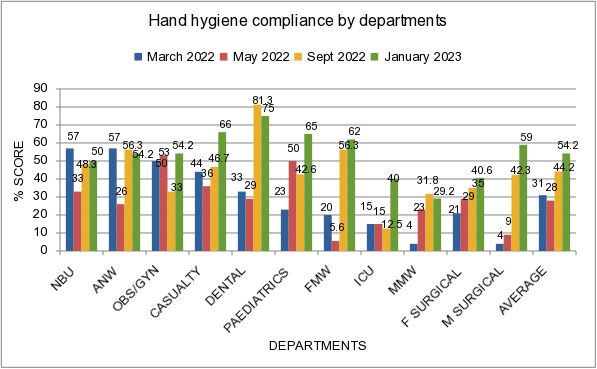 Hand hygiene compliance by departments
March 2022 May 2022 Sept 2022 January 2023
90
80
70
60
50
40
30
20
10
0
% SCORE
57 33 48.3 50
57 26 56.3 54.2
50 53 33 54.2
44 36 46.7 66
33 29 81.3 75
23 50 42.6 65
20 5.6 56.3 62
15 15 12.5 40
4 23 31.8 29.2
21 29 35 40.6
4 9 42.3 59
31 28 44.2 54.2
NBU
ANW
OBS/GYN
CASUALTY
DENTAL
PAEDIATRICS
FMW
ICU
MMW
F SURGICAL
M SURGICAL
AVERAGE
DEPARTMENTS